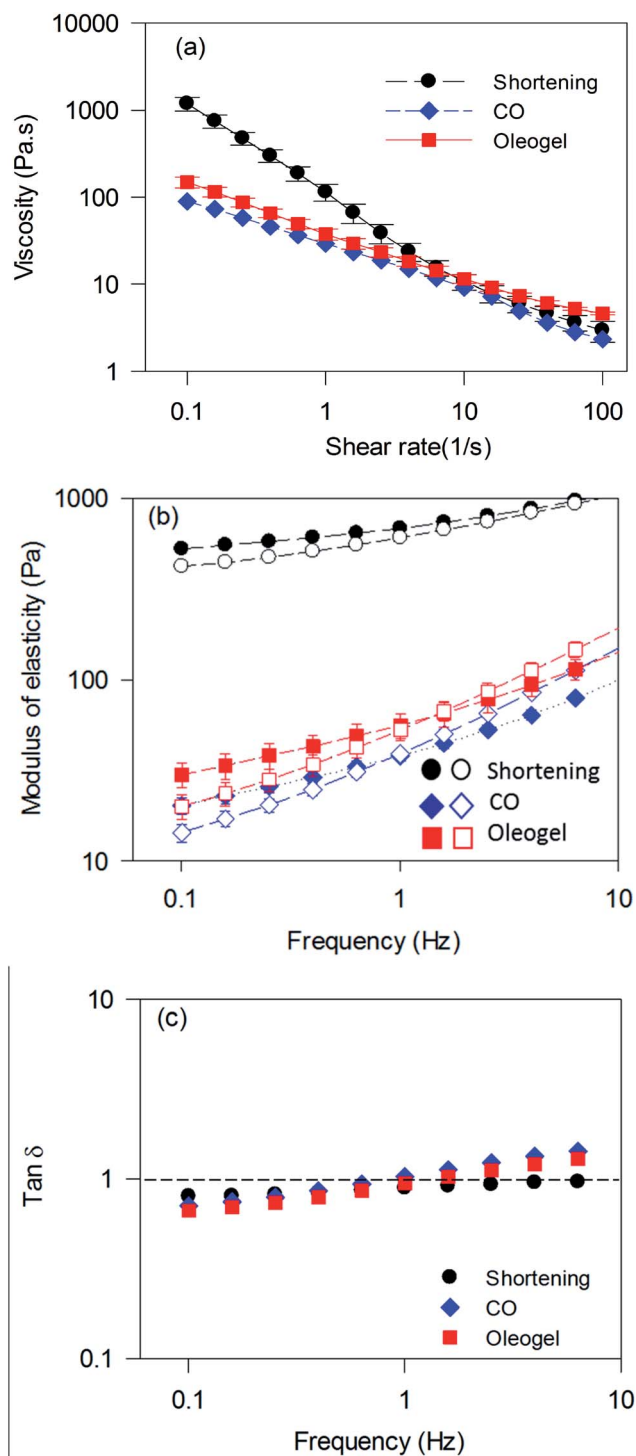 (a)
10000
1000
100
10
1
Viscosity (Pa.s)
Shortening
CO
Oleogel
0.1 1 10 100
Shear rate(1/s)
(b)
1000
100
10
Modulus of elasticity (Pa)
Shortening
CO
Oleogel
0.1 1 10
Frequency (Hz)
(c)
10
1
0.1
Tan δ
Shortening
CO
Oleogel
0.1 1 10
Frequency (Hz)